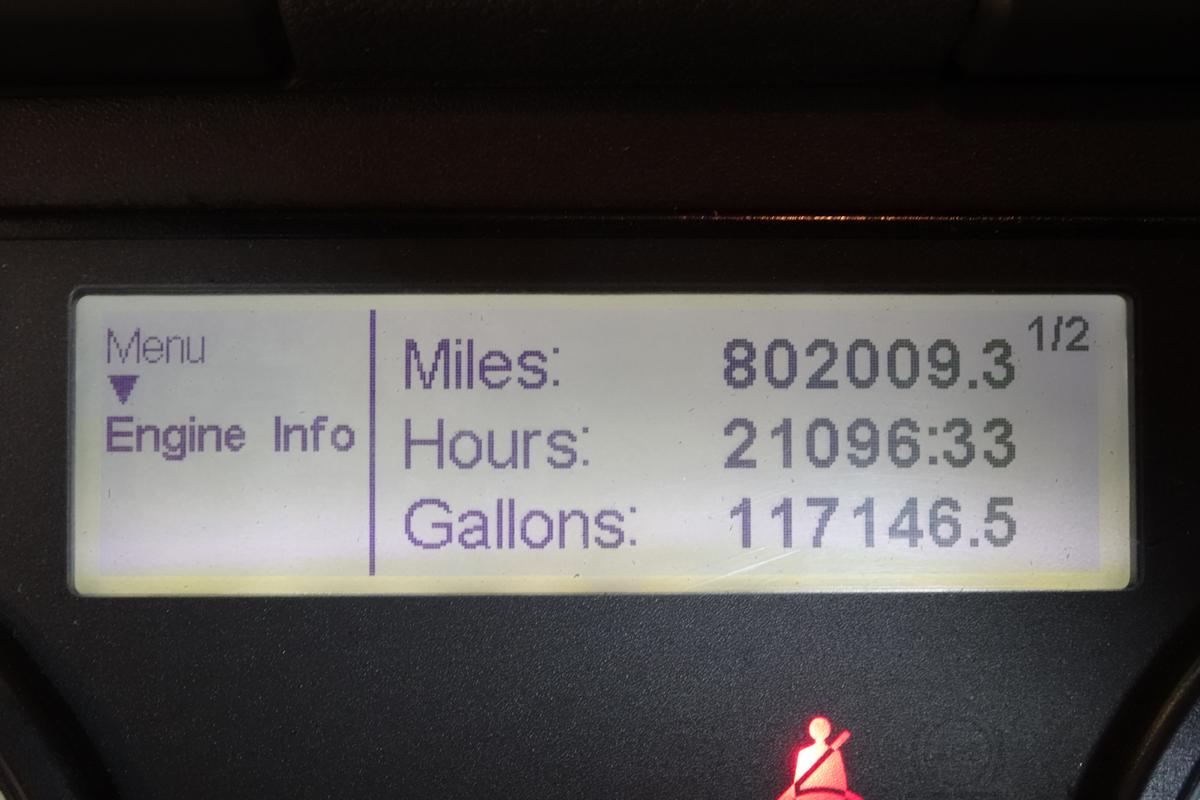 Menu
Engine Info
1/2
Miles: 802009.3
Hours: 21096:33
Gallons: 117146.5